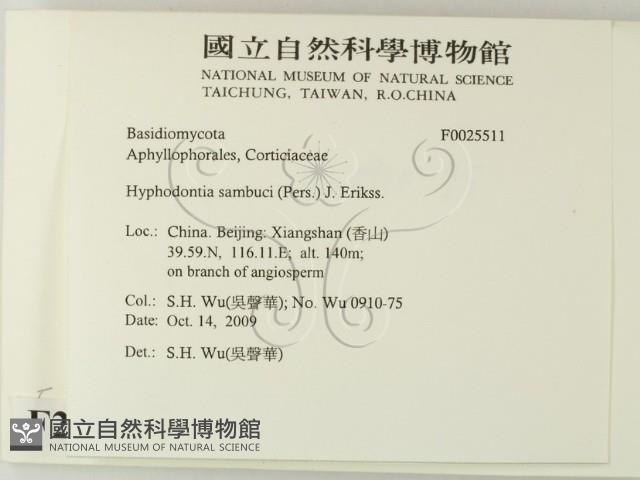 國立自然科學博物館
NATIONAL MUSEUM OF NATURAL SCIENCE
TAICHUNG, TAIWAN, R.O.CHINA
Basidiomycota F0025511
Aphyllophorales, Corticiaceae
Hyphodontia sambuci (Pers.) J. Erikss.
Loc.: China. Beijing: Xiangshan (香山)
39.59.N, 116.11.E; alt. 140m;
on branch of angiosperm
Col.: S.H. Wu(吳聲華); No. Wu 0910-75
Date: Oct. 14, 2009
Det.: S.H. Wu(吳聲華)
國立自然科學博物館
NATIONAL MUSEUM OF NATURAL SCIENCE